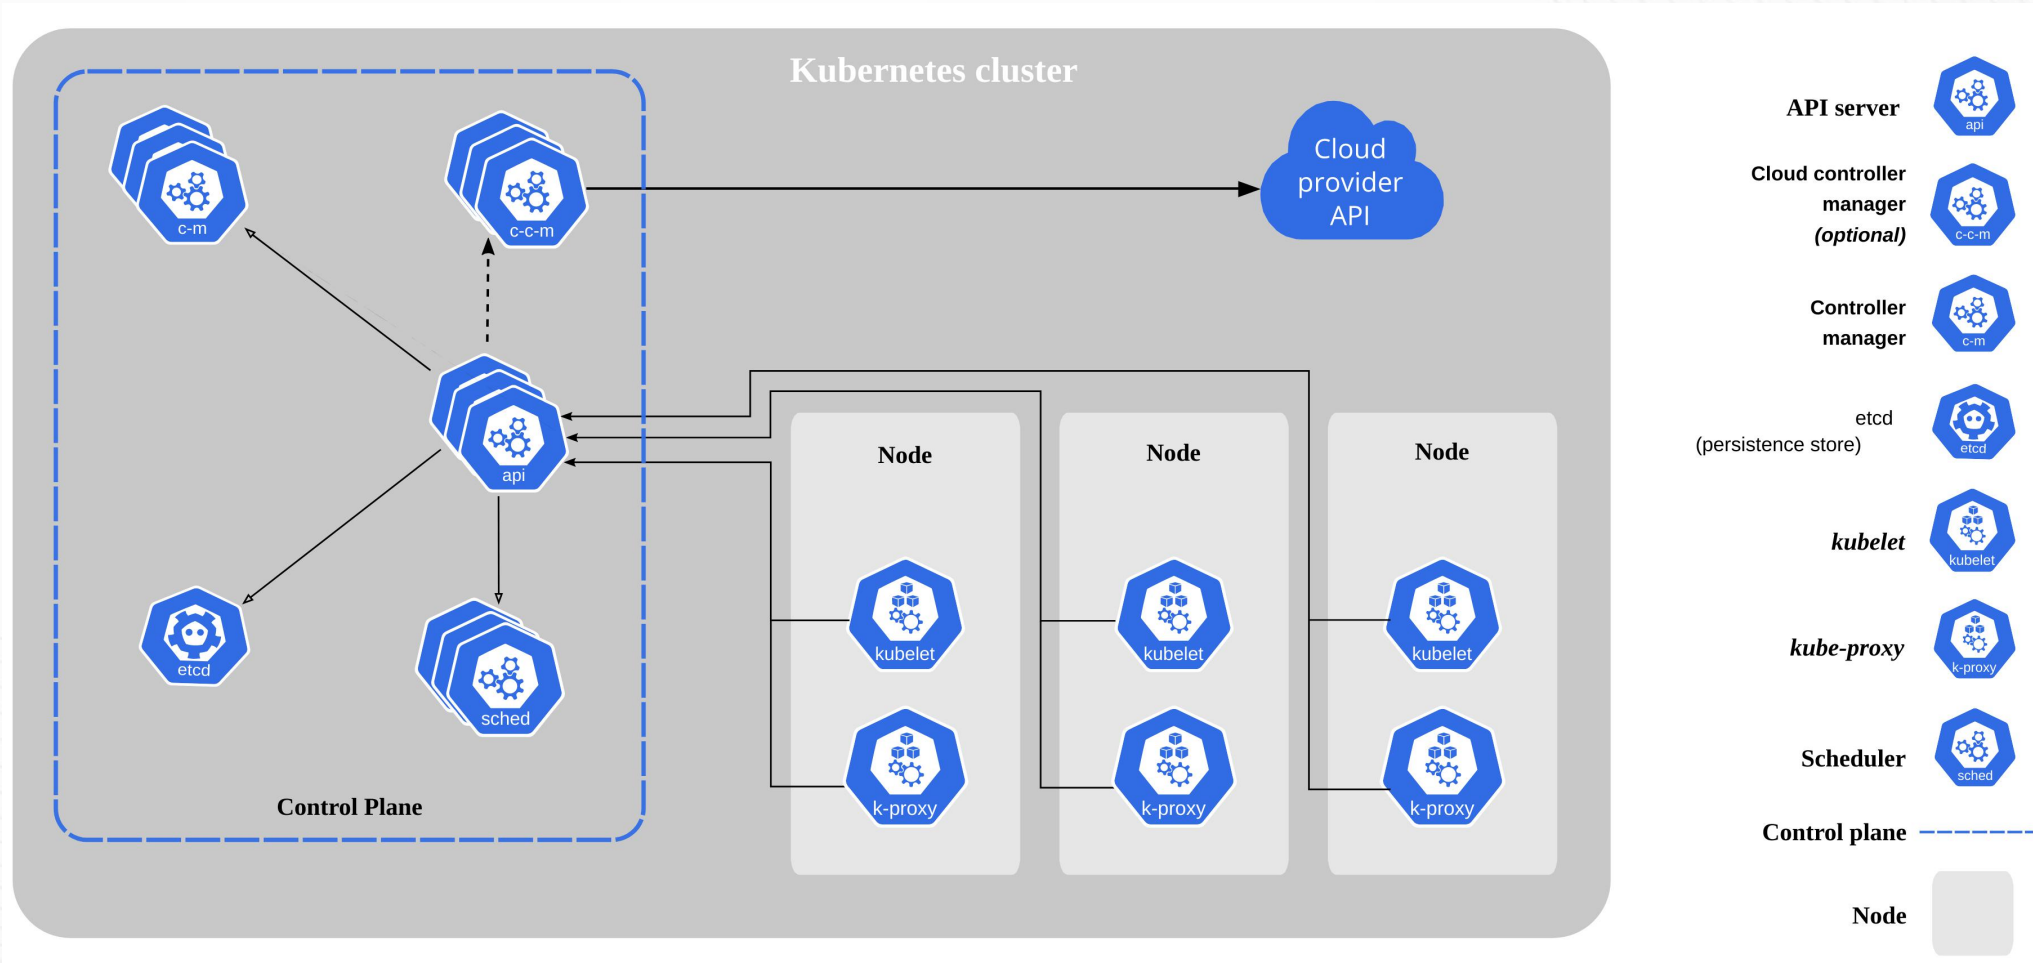 Kubernetes cluster
c-m
c-c-m
Cloud
provider
API
api
etcd
sched
Control Plane
Node
kubelet
k-proxy
Node
kubelet
k-proxy
Node
kubelet
k-proxy
API server
api
Cloud controller
manager
(optional)
c-c-m
Controller
manager
c-m
etcd
(persistence store)
etcd
kubelet
kubelet
kube-proxy
k-proxy
Scheduler
sched
Control plane
Node